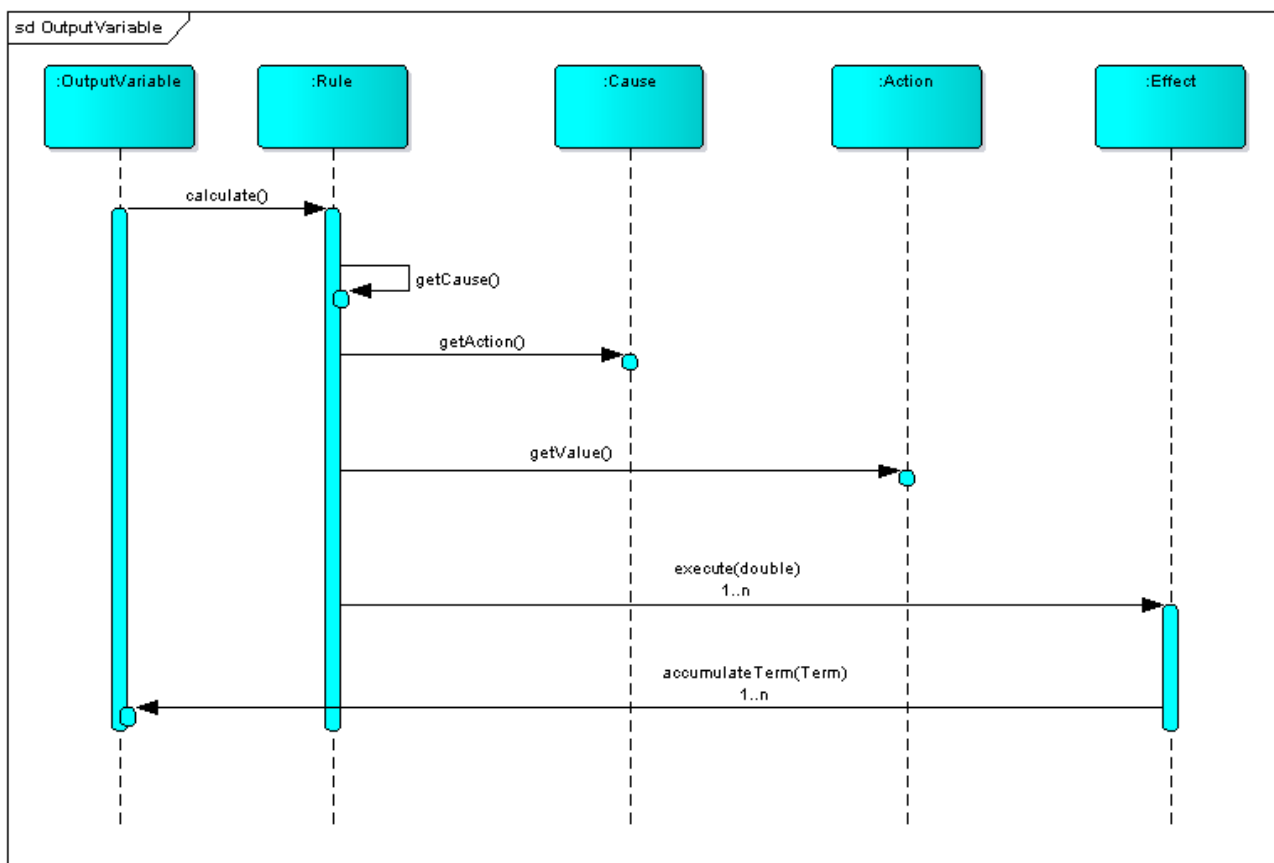 sd OutputVariable
:OutputVariable
:Rule
:Cause
:Action
:Effect
calculate()
getCause()
getAction()
getValue()
execute(double)
1..n
accumulateTerm(Term)
1..n